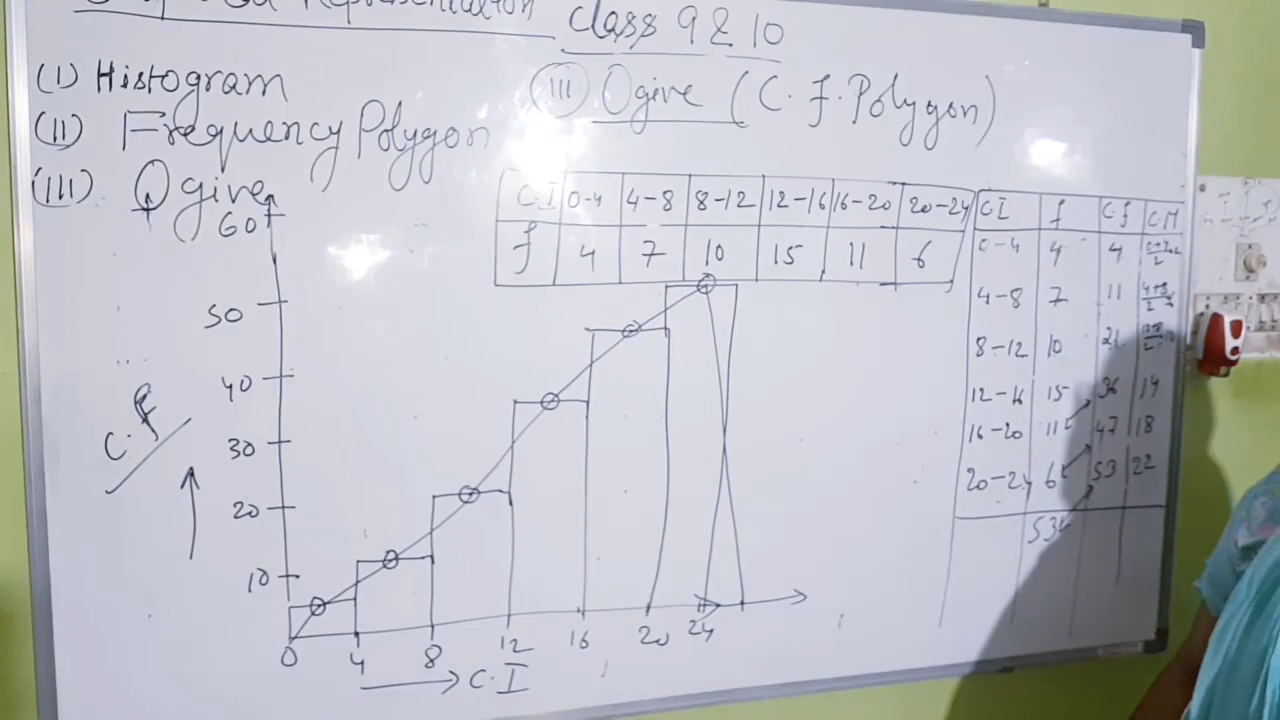 Representation class 9 & 10
(I) Histogram
(II) Frequency Polygon
(III) Ogive
(III) Ogive (C.f. Polygon)
C.I 0-4 4-8 8-12 12-16 16-20 20-24
f 4 7 10 15 11 6
CI f Cf CM
0-4 4 4
4-8 7 11
8-12 10 21
12-16 15 36 14
16-20 11 47 18
20-24 6 53 22
53
60
50
40
30
20
10
C.f
0 4 8 12 16 20 24
C.I